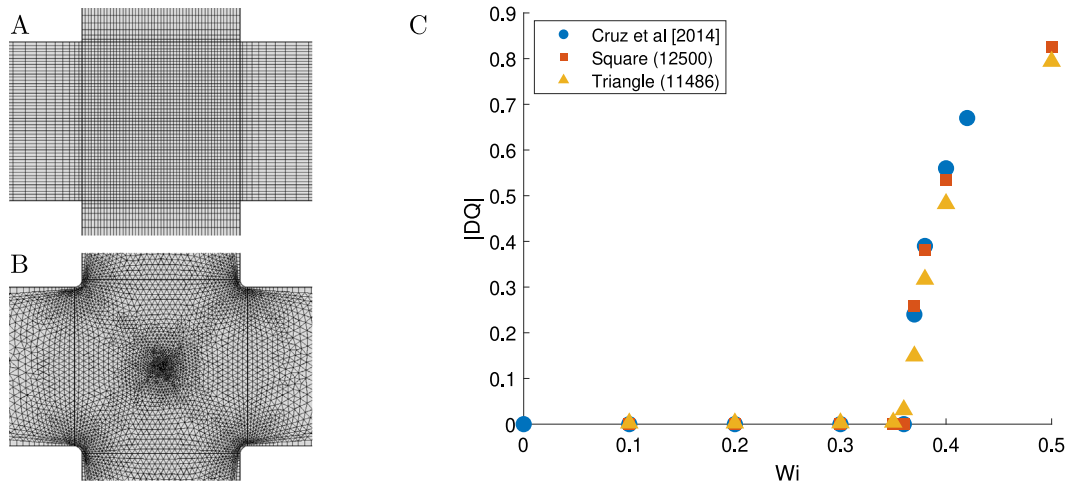 A
B
C
Cruz et al [2014]
Square (12500)
Triangle (11486)
|DQ|
0.9
0.8
0.7
0.6
0.5
0.4
0.3
0.2
0.1
0
0 0.1 0.2 0.3 0.4 0.5
Wi